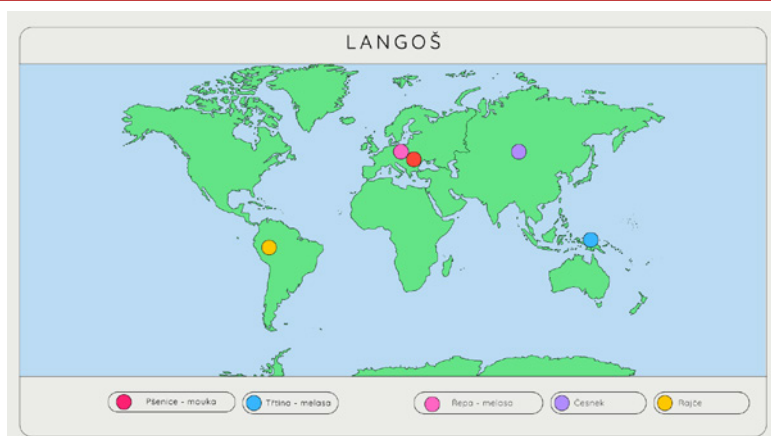 LANGOŠ
Pšenice - mouka
Třtina - melasa
Řepa - melasa
Česnek
Rajče